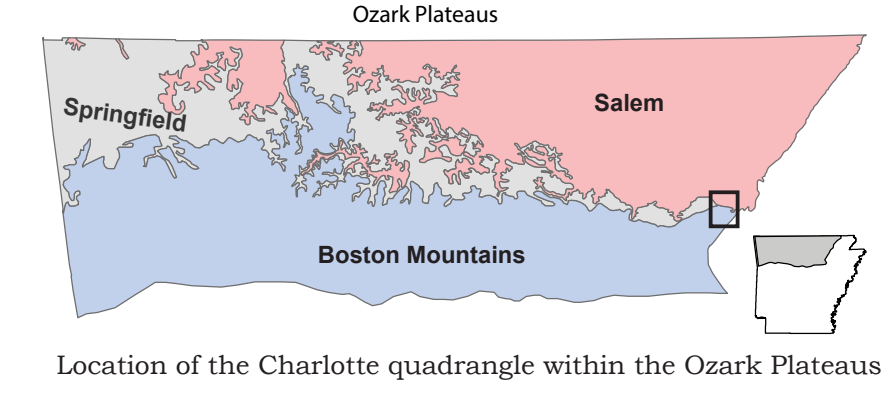 Ozark Plateaus
Salem
Springfield
Boston Mountains
Location of the Charlotte quadrangle within the Ozark Plateaus